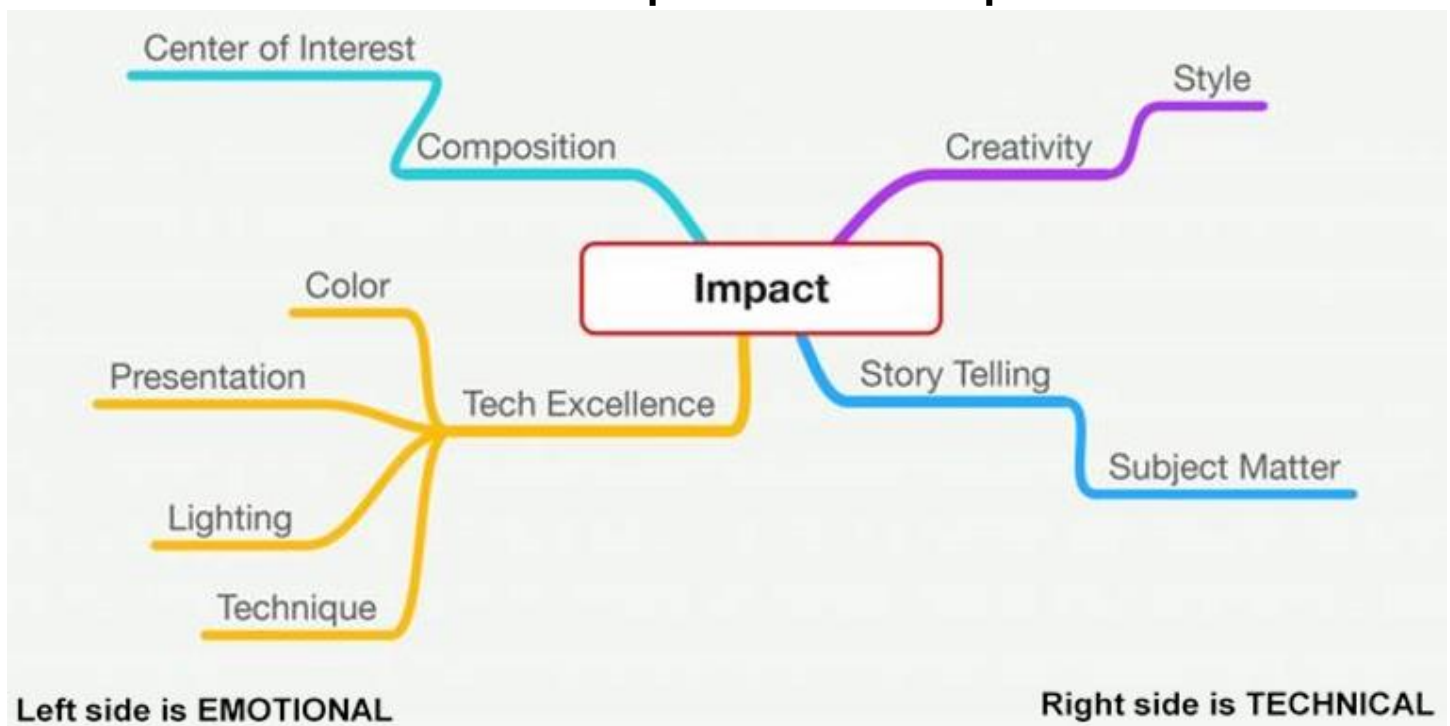 Center of Interest
Style
Composition
Creativity
Impact
Color
Presentation
Story Telling
Tech Excellence
Subject Matter
Lighting
Technique
Left side is EMOTIONAL
Right side is TECHNICAL